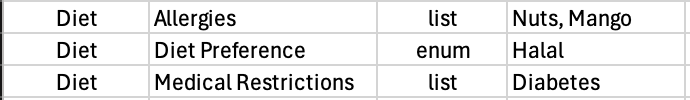 Diet Allergies list Nuts, Mango
Diet Diet Preference enum Halal
Diet Medical Restrictions list Diabetes